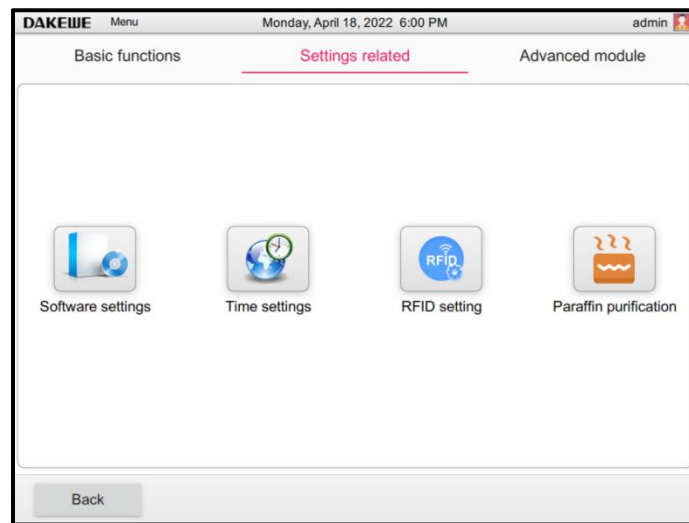 DAKEWE Menu Monday, April 18, 2022 6:00 PM admin
Basic functions Settings related Advanced module
RFID
Software settings Time settings RFID setting Paraffin purification
Back